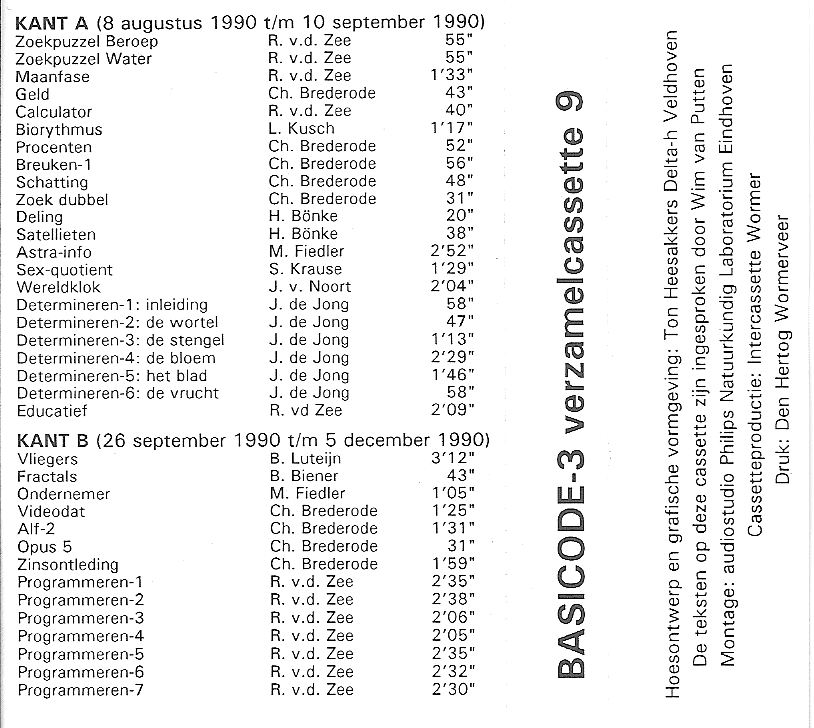 KANT A (8 augustus 1990 t/m 10 september 1990)
Zoekpuzzel Beroep R. v.d. Zee 55"
Zoekpuzzel Water R. v.d. Zee 55"
Maanfase R. v.d. Zee 1'33"
Geld Ch. Brederode 43"
Calculator R. v.d. Zee 40"
Biorythmus L. Kusch 1'17"
Procenten Ch. Brederode 52"
Breuken-1 Ch. Brederode 56"
Schatting Ch. Brederode 48"
Zoek dubbel Ch. Brederode 31"
Deling H. Bönke 20"
Satellieten H. Bönke 38"
Astra-info M. Fiedler 2'52"
Sex-quotient S. Krause 1'29"
Wereldklok J. v. Noort 2'04"
Determineren-1: inleiding J. de Jong 58"
Determineren-2: de wortel J. de Jong 47"
Determineren-3: de stengel J. de Jong 1'13"
Determineren-4: de bloem J. de Jong 2'29"
Determineren-5: het blad J. de Jong 1'46"
Determineren-6: de vrucht J. de Jong 58"
Educatief R. vd Zee 2'09"
KANT B (26 september 1990 t/m 5 december 1990)
Vliegers B. Luteijn 3'12"
Fractals B. Biener 43"
Ondernemer M. Fiedler 1'05"
Videodat Ch. Brederode 1'25"
Alf-2 Ch. Brederode 1'31"
Opus 5 Ch. Brederode 31"
Zinsontleding Ch. Brederode 1'59"
Programmeren-1 R. v.d. Zee 2'35"
Programmeren-2 R. v.d. Zee 2'38"
Programmeren-3 R. v.d. Zee 2'06"
Programmeren-4 R. v.d. Zee 2'05"
Programmeren-5 R. v.d. Zee 2'35"
Programmeren-6 R. v.d. Zee 2'32"
Programmeren-7 R. v.d. Zee 2'30"
BASICODE-3 verzamelcassette 9
Hoesontwerp en grafische vormgeving: Ton Heesakkers Delta-h Veldhoven
De teksten op deze cassette zijn ingesproken door Wim van Putten
Montage: audiostudio Philips Natuurkundig Laboratorium Eindhoven
Cassetteproductie: Intercassette Wormer
Druk: Den Hertog Wormerveer